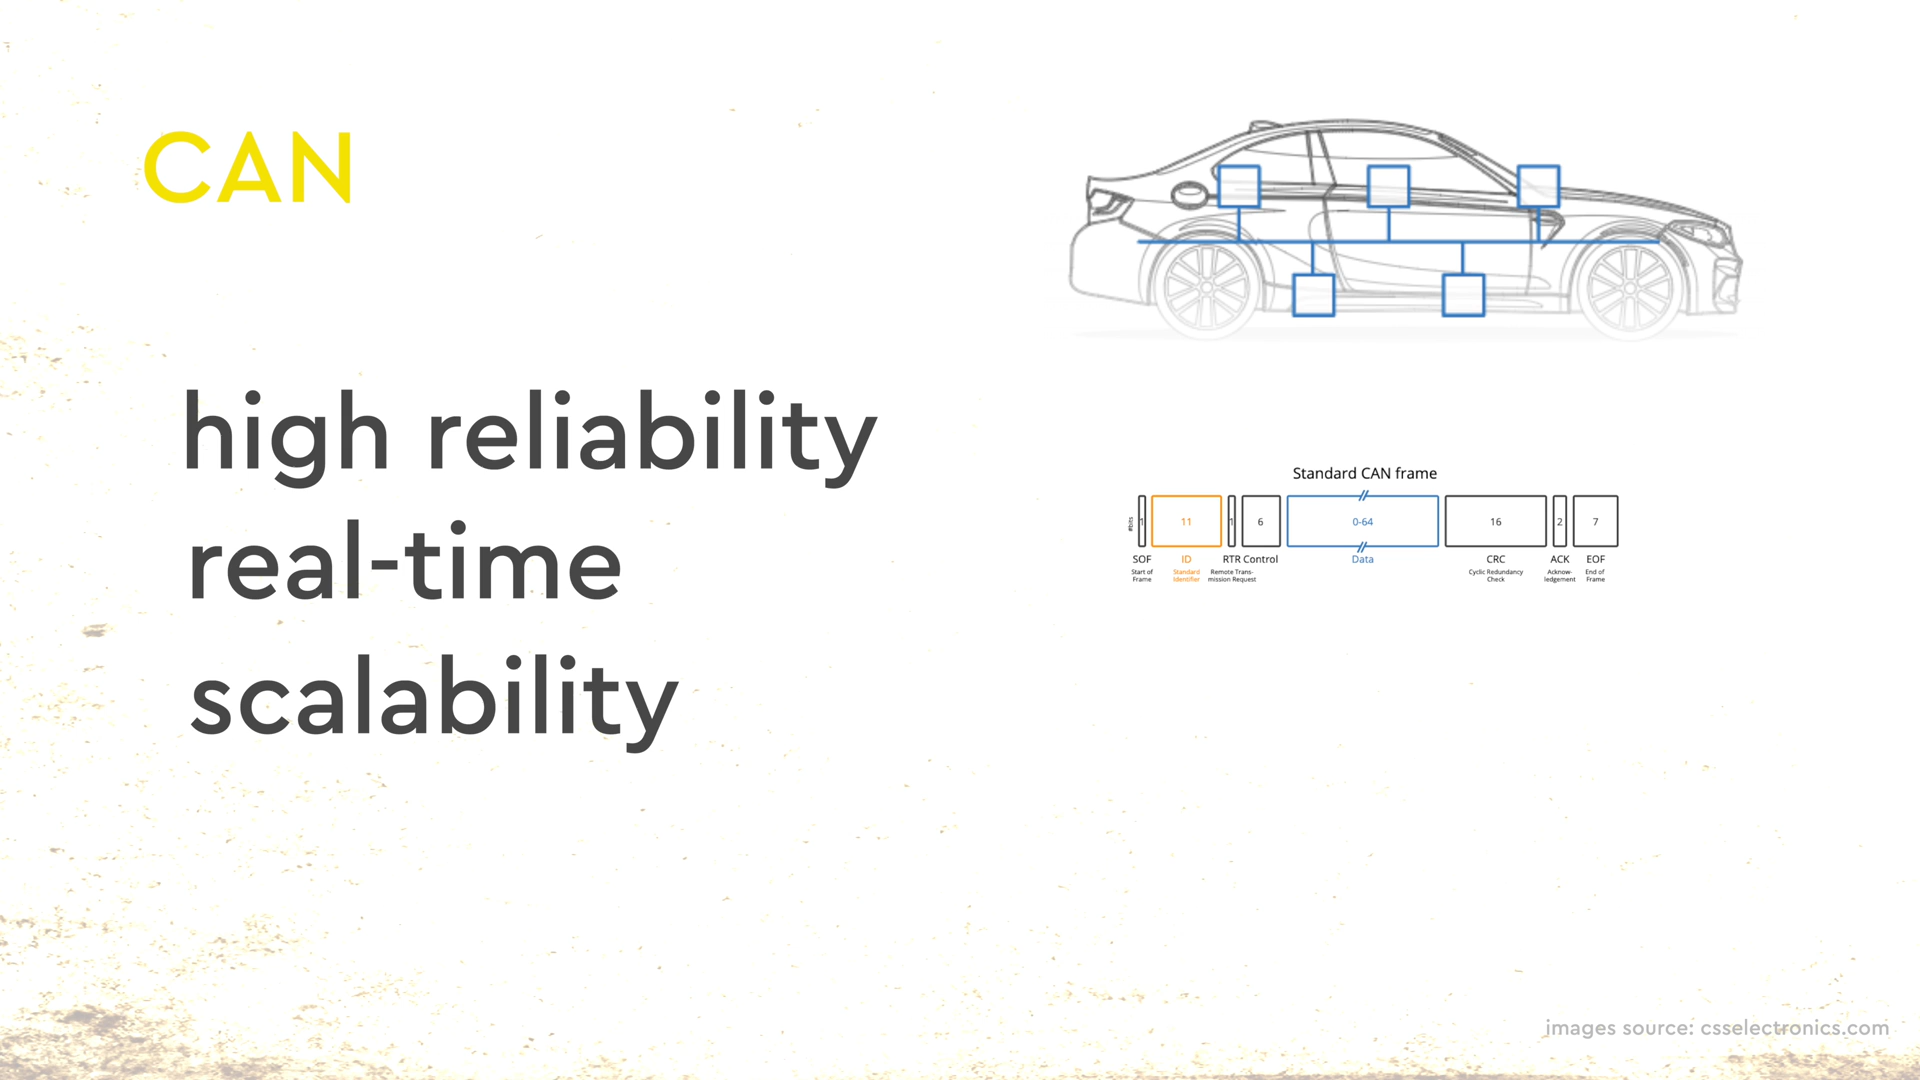 CAN
high reliability
real-time
scalability
Standard CAN frame
#bits
1 11 1 6 0-64 16 2 7
SOF ID RTR Control Data CRC ACK EOF
Start of Standard Remote Trans- Cyclic Redundancy Acknow- End of
Frame Identifier mission Request Check ledgement Frame
images source: csselectronics.com